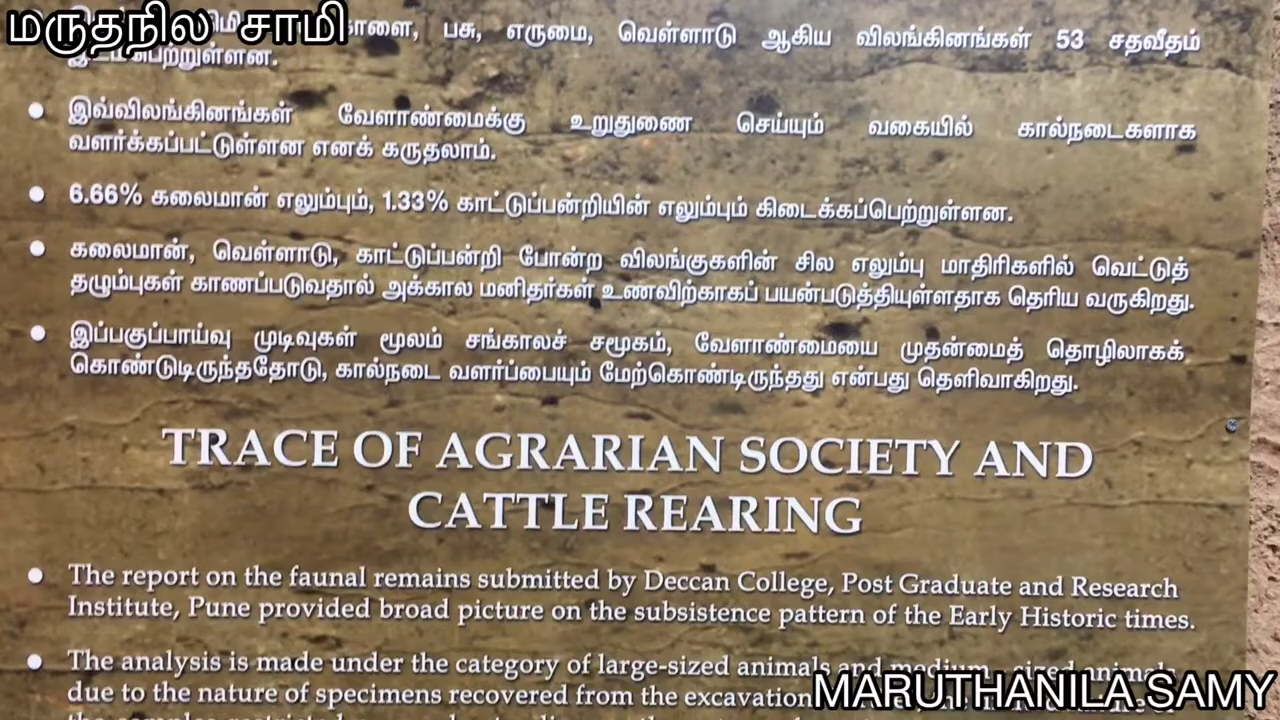 மருதநில சாமி
காளை, பசு, எருமை, வெள்ளாடு ஆகிய விலங்கினங்கள் 53 சதவீதம்
● இவ்விலங்கினங்கள் வேளாண்மைக்கு உறுதுணை செய்யும் வகையில் கால்நடைகளாக
வளர்க்கப்பட்டுள்ளன எனக் கருதலாம்.
● 6.66% கலைமான் எலும்பும், 1.33% காட்டுப்பன்றியின் எலும்பும் கிடைக்கப்பெற்றுள்ளன.
● கலைமான், வெள்ளாடு, காட்டுப்பன்றி போன்ற விலங்குகளின் சில எலும்பு மாதிரிகளில் வெட்டுத்
தழும்புகள் காணப்படுவதால் அக்கால மனிதர்கள் உணவிற்காகப் பயன்படுத்தியுள்ளதாக தெரிய வருகிறது.
● இப்பகுப்பாய்வு முடிவுகள் மூலம் சங்காலச் சமூகம், வேளாண்மையை முதன்மைத் தொழிலாகக்
கொண்டுடிருந்ததோடு, கால்நடை வளர்ப்பையும் மேற்கொண்டிருந்தது என்பது தெளிவாகிறது.
TRACE OF AGRARIAN SOCIETY AND
CATTLE REARING
● The report on the faunal remains submitted by Deccan College, Post Graduate and Research
Institute, Pune provided broad picture on the subsistence pattern of the Early Historic times.
● The analysis is made under the category of large-sized animals and medium - sized animals
due to the nature of specimens recovered from the excavation
MARUTHANILA SAMY